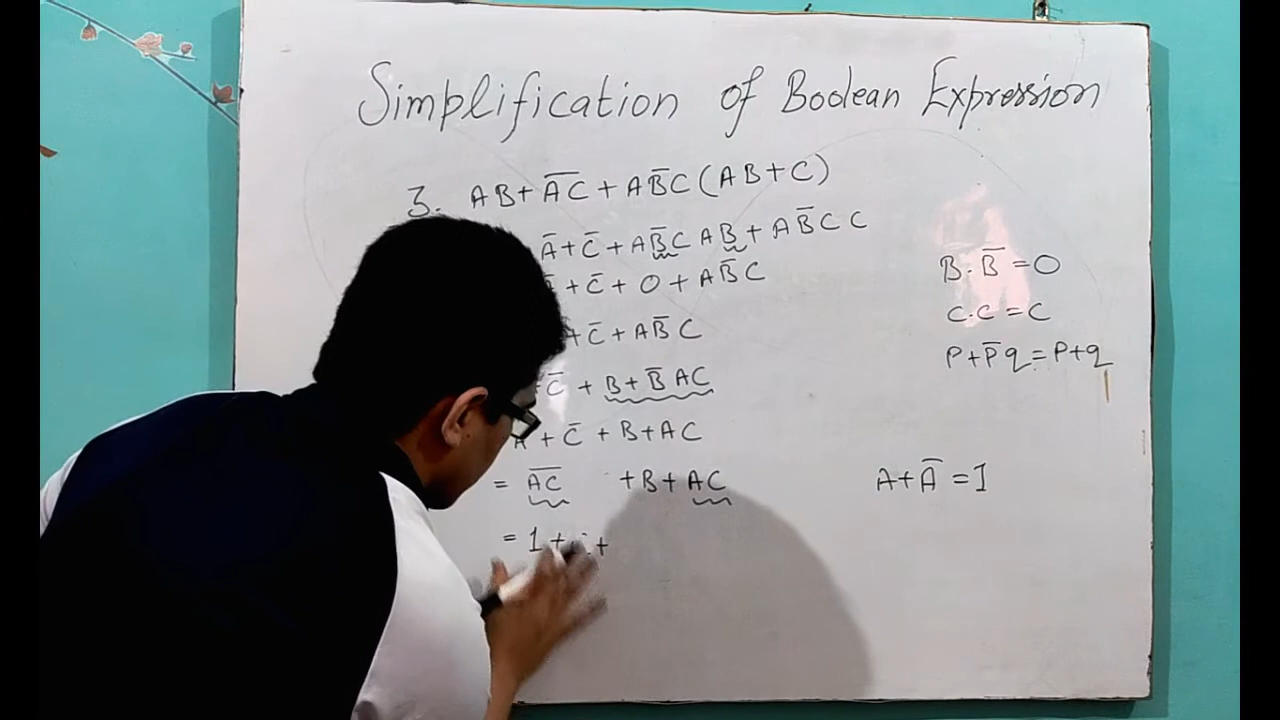 Simplification of Boolean Expression
3. AB + A̅C̅ + AB̅C (AB + C)
A̅ + C̅ + AB̅C AB + AB̅CC
+ C̅ + 0 + AB̅C
+ C̅ + AB̅C
+ C̅ + B + B̅AC
A̅ + C̅ + B + AC
= A̅C̅ + B + AC
= 1 +
B.B̅ = 0
C.C = C
P + P̅q = P + q
A + A̅ = 1